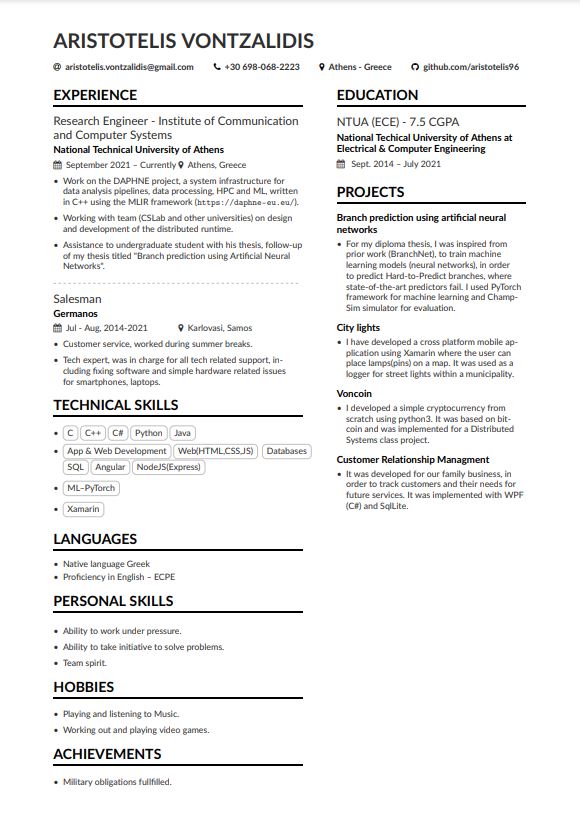 ARISTOTELIS VONTZALIDIS
aristotelis.vontzalidis@gmail.com +30 698-068-2223 Athens - Greece github.com/aristotelis96
EXPERIENCE
Research Engineer - Institute of Communication
and Computer Systems
National Technical University of Athens
September 2021 – Currently Athens, Greece
• Work on the DAPHNE project, a system infrastructure for
data analysis pipelines, data processing, HPC and ML, written
in C++ using the MLIR framework (https://daphne-eu.eu/).
• Working with team (CSLab and other universities) on design
and development of the distributed runtime.
• Assistance to undergraduate student with his thesis, follow-up
of my thesis titled "Branch prediction using Artificial Neural
Networks".
Salesman
Germanos
Jul - Aug, 2014-2021 Karlovasi, Samos
• Customer service, worked during summer breaks.
• Tech expert, was in charge for all tech related support, in-
cluding fixing software and simple hardware related issues
for smartphones, laptops.
TECHNICAL SKILLS
• C C++ C# Python Java
• App & Web Development Web(HTML,CSS,JS) Databases
SQL Angular NodeJS(Express)
• ML–PyTorch
• Xamarin
LANGUAGES
• Native language Greek
• Proficiency in English – ECPE
PERSONAL SKILLS
• Ability to work under pressure.
• Ability to take initiative to solve problems.
• Team spirit.
HOBBIES
• Playing and listening to Music.
• Working out and playing video games.
ACHIEVEMENTS
• Military obligations fullfilled.
EDUCATION
NTUA (ECE) - 7.5 CGPA
National Techical University of Athens at
Electrical & Computer Engineering
Sept. 2014 – July 2021
PROJECTS
Branch prediction using artificial neural
networks
• For my diploma thesis, I was inspired from
prior work (BranchNet), to train machine
learning models (neural networks), in order
to predict Hard-to-Predict branches, where
state-of-the-art predictors fail. I used PyTorch
framework for machine learning and Champ-
Sim simulator for evaluation.
City lights
• I have developed a cross platform mobile ap-
plication using Xamarin where the user can
place lamps(pins) on a map. It was used as a
logger for street lights within a municipality.
Voncoin
• I developed a simple cryptocurrency from
scratch using python3. It was based on bit-
coin and was implemented for a Distributed
Systems class project.
Customer Relationship Managment
• It was developed for our family business, in
order to track customers and their needs for
future services. It was implemented with WPF
(C#) and SqlLite.